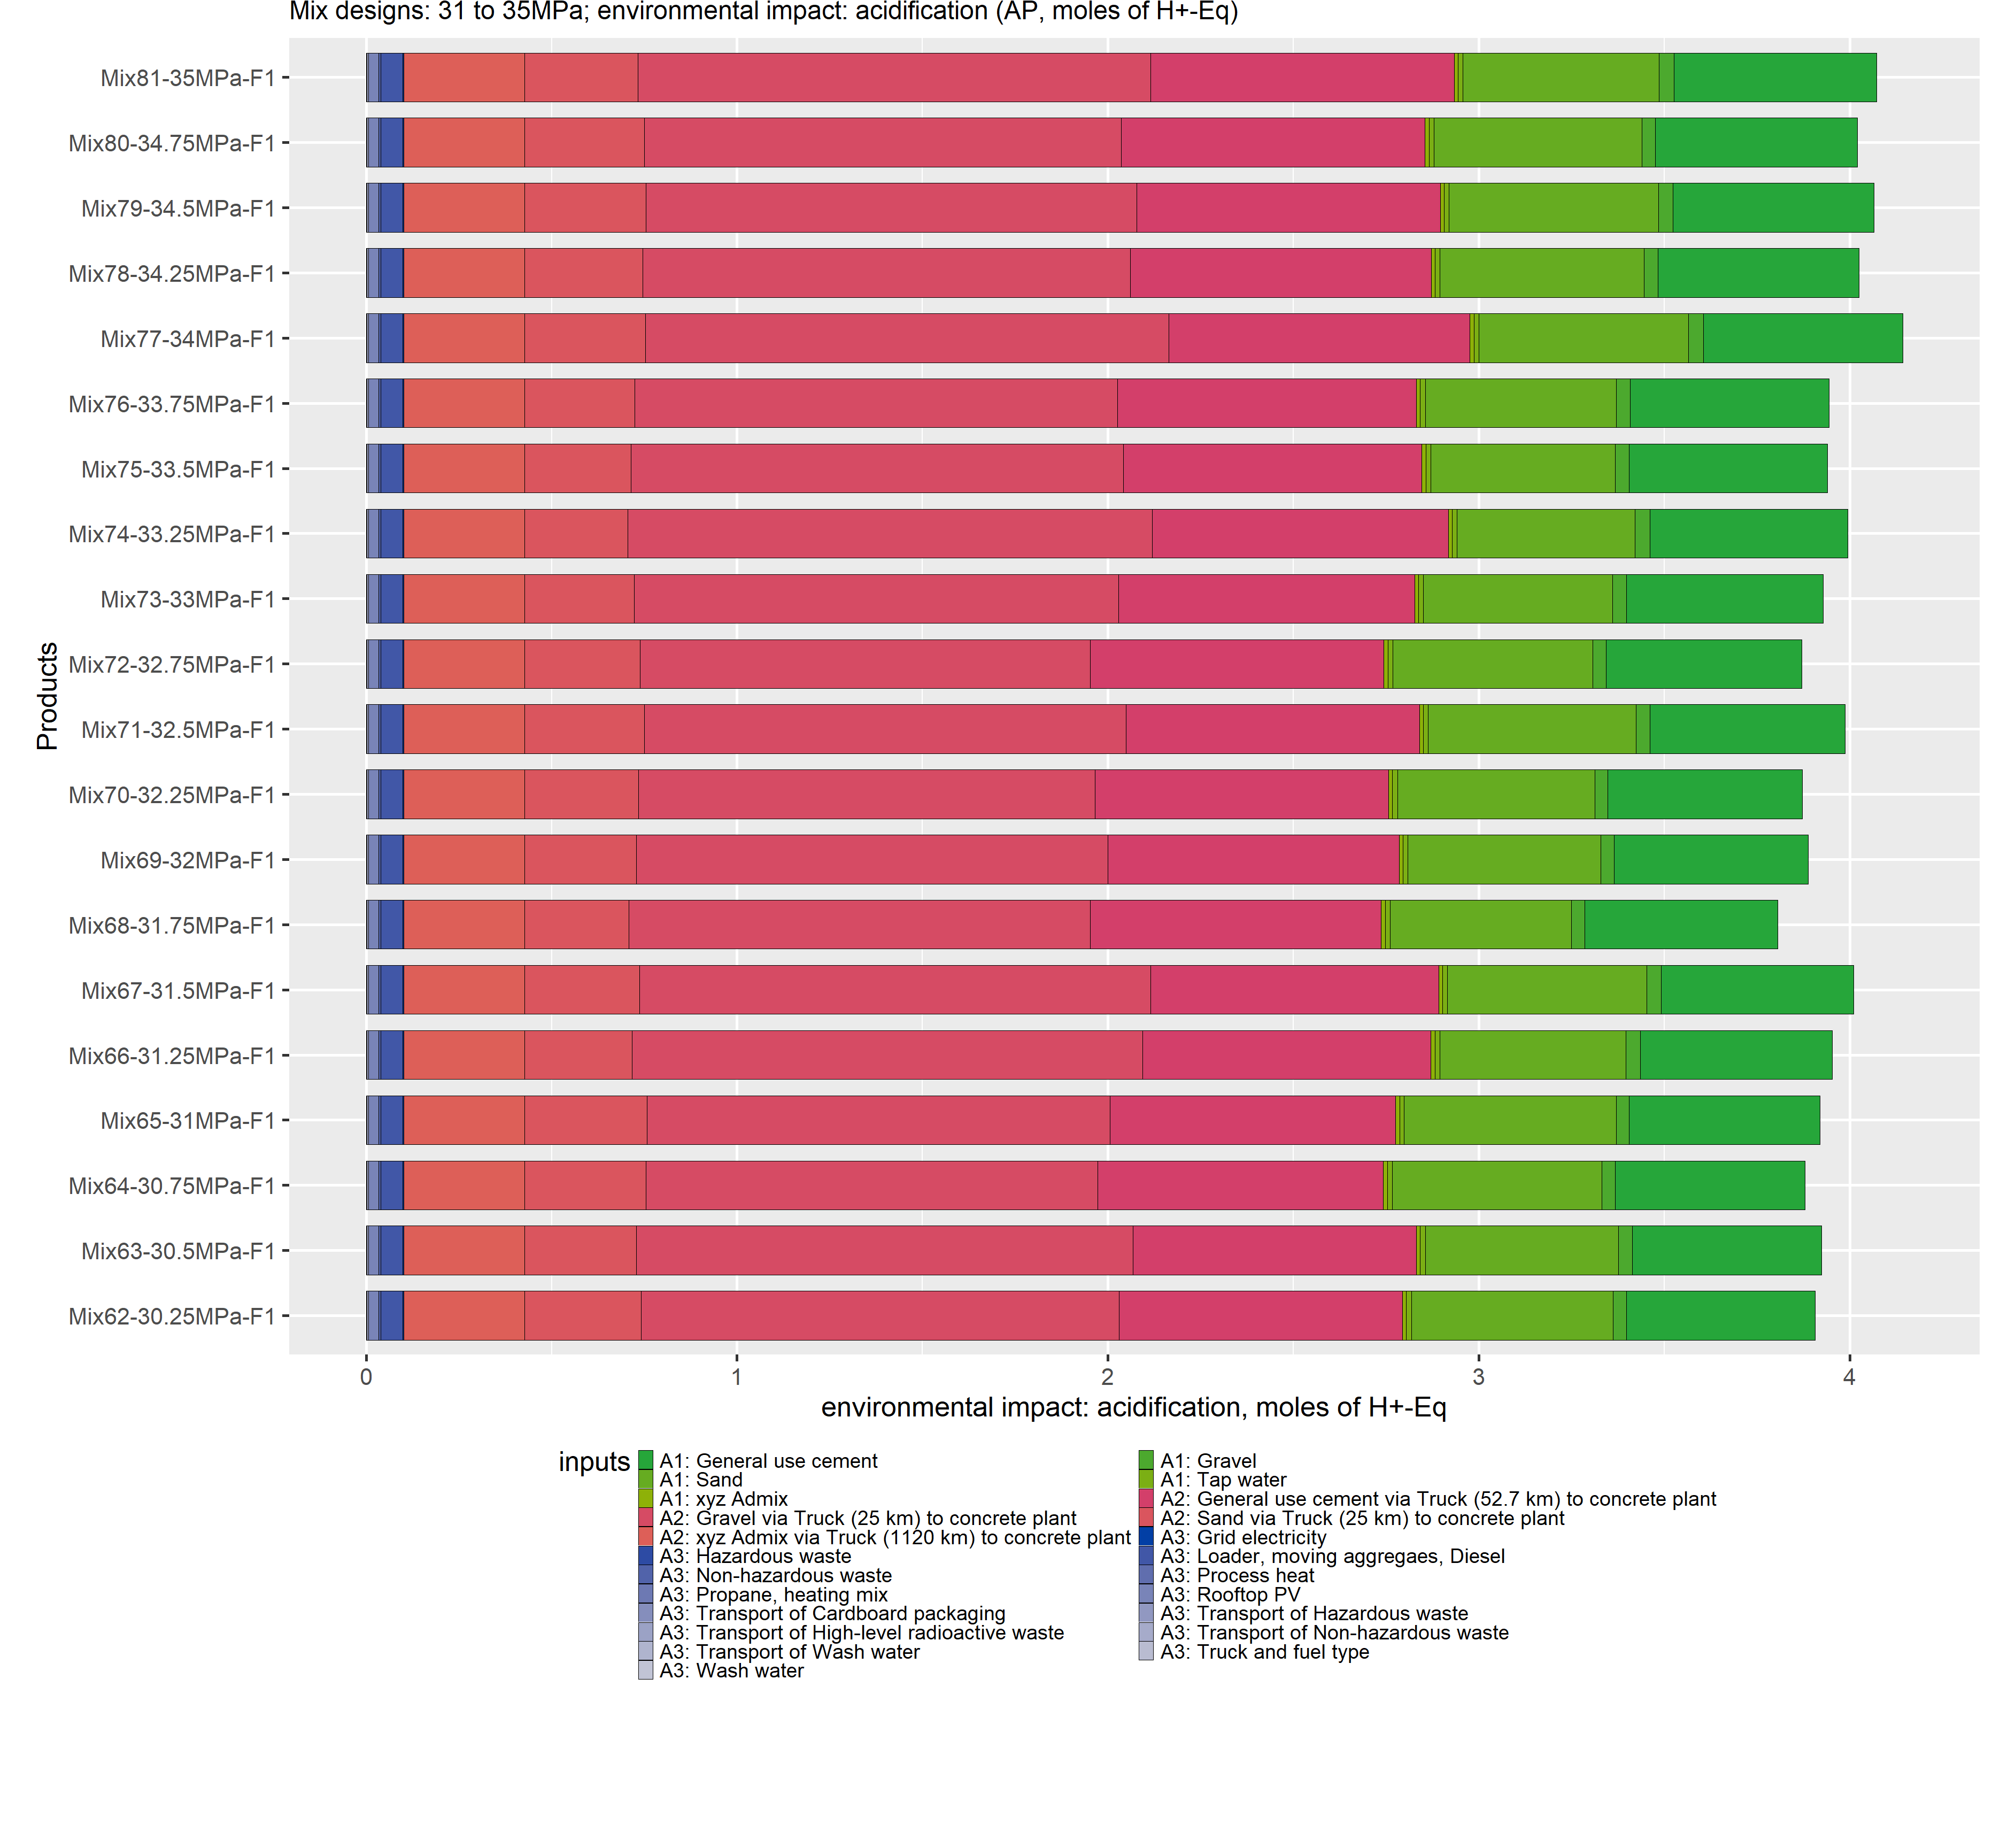 Mix designs: 31 to 35MPa; environmental impact: acidification (AP, moles of H+-Eq)
Mix81-35MPa-F1
Mix80-34.75MPa-F1
Mix79-34.5MPa-F1
Mix78-34.25MPa-F1
Mix77-34MPa-F1
Mix76-33.75MPa-F1
Mix75-33.5MPa-F1
Mix74-33.25MPa-F1
Mix73-33MPa-F1
Mix72-32.75MPa-F1
Mix71-32.5MPa-F1
Mix70-32.25MPa-F1
Mix69-32MPa-F1
Mix68-31.75MPa-F1
Mix67-31.5MPa-F1
Mix66-31.25MPa-F1
Mix65-31MPa-F1
Mix64-30.75MPa-F1
Mix63-30.5MPa-F1
Mix62-30.25MPa-F1
Products
0 1 2 3 4
environmental impact: acidification, moles of H+-Eq
inputs
A1: General use cement A1: Gravel
A1: Sand A1: Tap water
A1: xyz Admix A2: General use cement via Truck (52.7 km) to concrete plant
A2: Gravel via Truck (25 km) to concrete plant A2: Sand via Truck (25 km) to concrete plant
A2: xyz Admix via Truck (1120 km) to concrete plant A3: Grid electricity
A3: Hazardous waste A3: Loader, moving aggregaes, Diesel
A3: Non-hazardous waste A3: Process heat
A3: Propane, heating mix A3: Rooftop PV
A3: Transport of Cardboard packaging A3: Transport of Hazardous waste
A3: Transport of High-level radioactive waste A3: Transport of Non-hazardous waste
A3: Transport of Wash water A3: Truck and fuel type
A3: Wash water